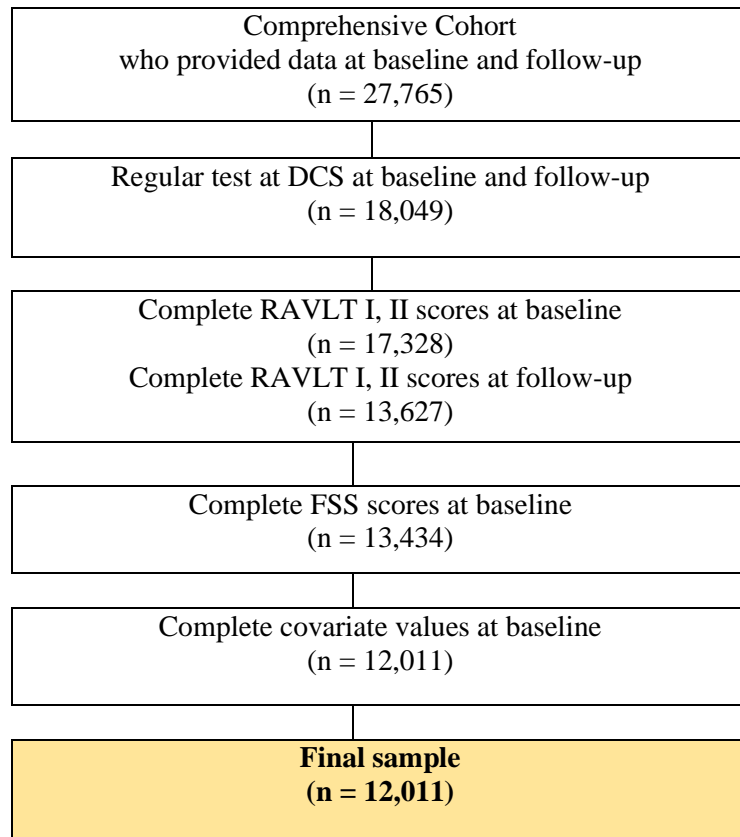 Comprehensive Cohort
who provided data at baseline and follow-up
(n = 27,765)
Regular test at DCS at baseline and follow-up
(n = 18,049)
Complete RAVLT I, II scores at baseline
(n = 17,328)
Complete RAVLT I, II scores at follow-up
(n = 13,627)
Complete FSS scores at baseline
(n = 13,434)
Complete covariate values at baseline
(n = 12,011)
Final sample
(n = 12,011)